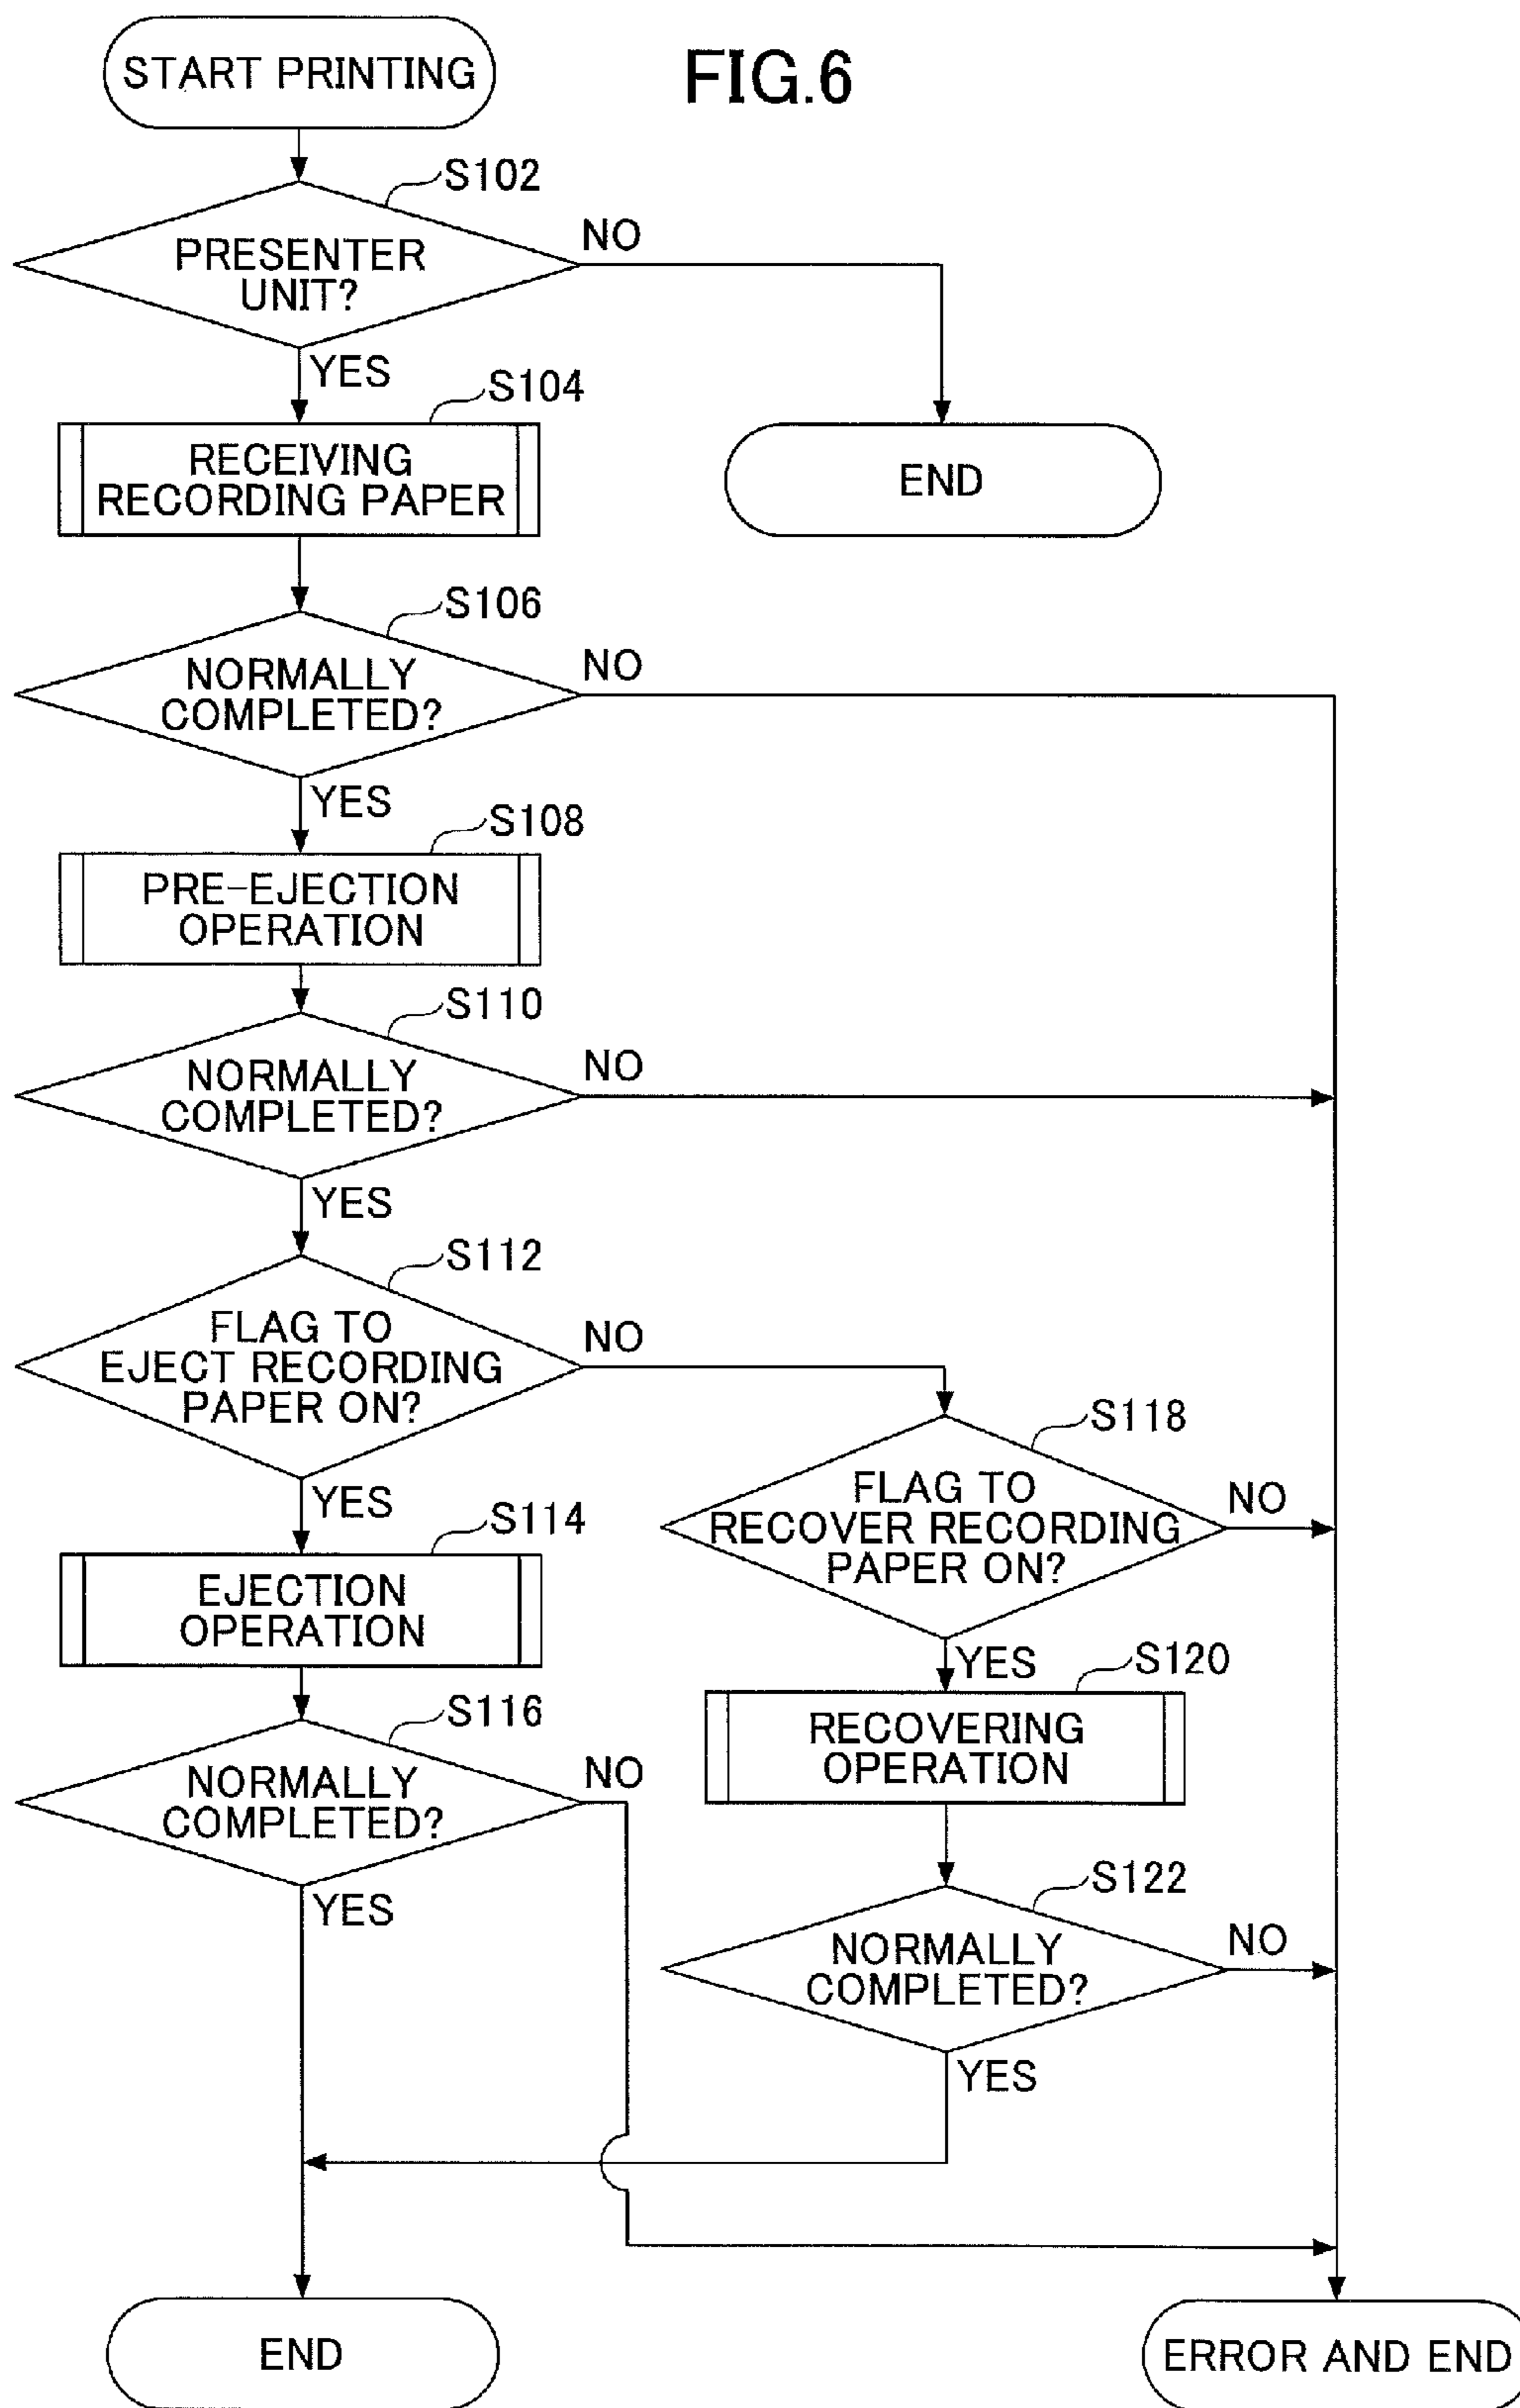 FIG.6
START PRINTING
S102
PRESENTER
UNIT?
NO
YES
END
S104
RECEIVING
RECORDING PAPER
S106
NORMALLY
COMPLETED?
NO
YES
S108
PRE-EJECTION
OPERATION
S110
NORMALLY
COMPLETED?
NO
YES
S112
FLAG TO
EJECT RECORDING
PAPER ON?
NO
YES
S114
EJECTION
OPERATION
S116
NORMALLY
COMPLETED?
NO
YES
S118
FLAG TO
RECOVER RECORDING
PAPER ON?
NO
YES
S120
RECOVERING
OPERATION
S122
NORMALLY
COMPLETED?
NO
YES
END
ERROR AND END